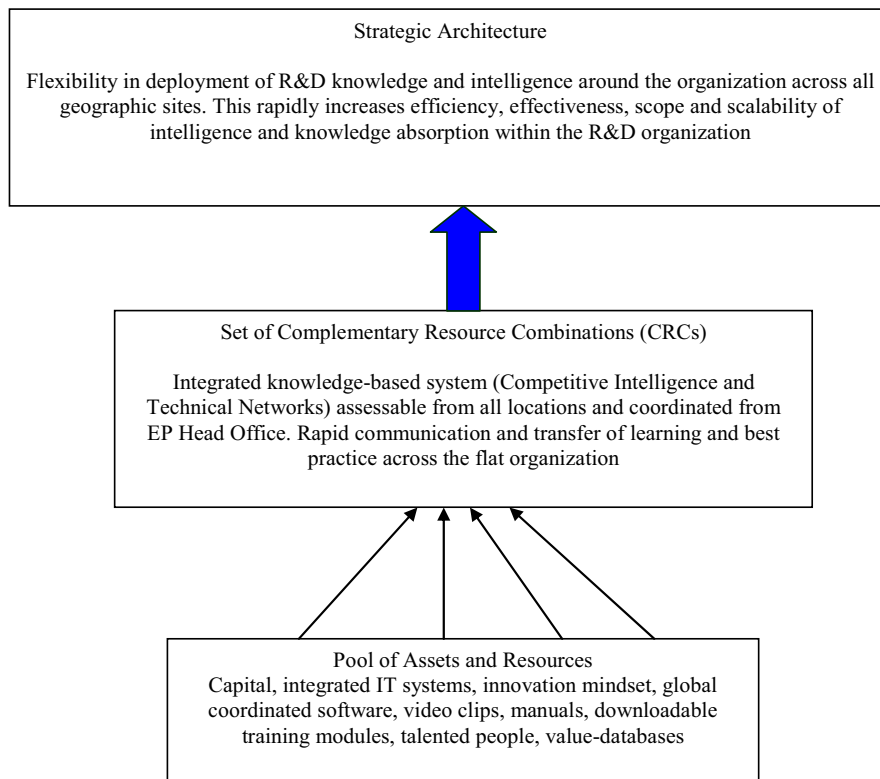 Strategic Architecture
Flexibility in deployment of R&D knowledge and intelligence around the organization across all
geographic sites. This rapidly increases efficiency, effectiveness, scope and scalability of
intelligence and knowledge absorption within the R&D organization
Set of Complementary Resource Combinations (CRCs)
Integrated knowledge-based system (Competitive Intelligence and
Technical Networks) assessable from all locations and coordinated from
EP Head Office. Rapid communication and transfer of learning and best
practice across the flat organization
Pool of Assets and Resources
Capital, integrated IT systems, innovation mindset, global
coordinated software, video clips, manuals, downloadable
training modules, talented people, value-databases